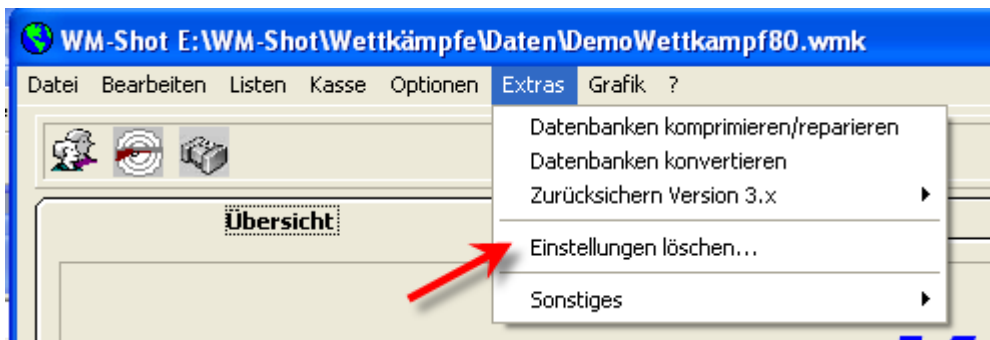 WM-Shot E:\WM-Shot\Wettkämpfe\Daten\DemoWettkampf80.wmk
Datei Bearbeiten Listen Kasse Optionen Extras Grafik ?
Datenbanken komprimieren/reparieren
Datenbanken konvertieren
Zurücksichern Version 3.x
Übersicht
Einstellungen löschen...
Sonstiges